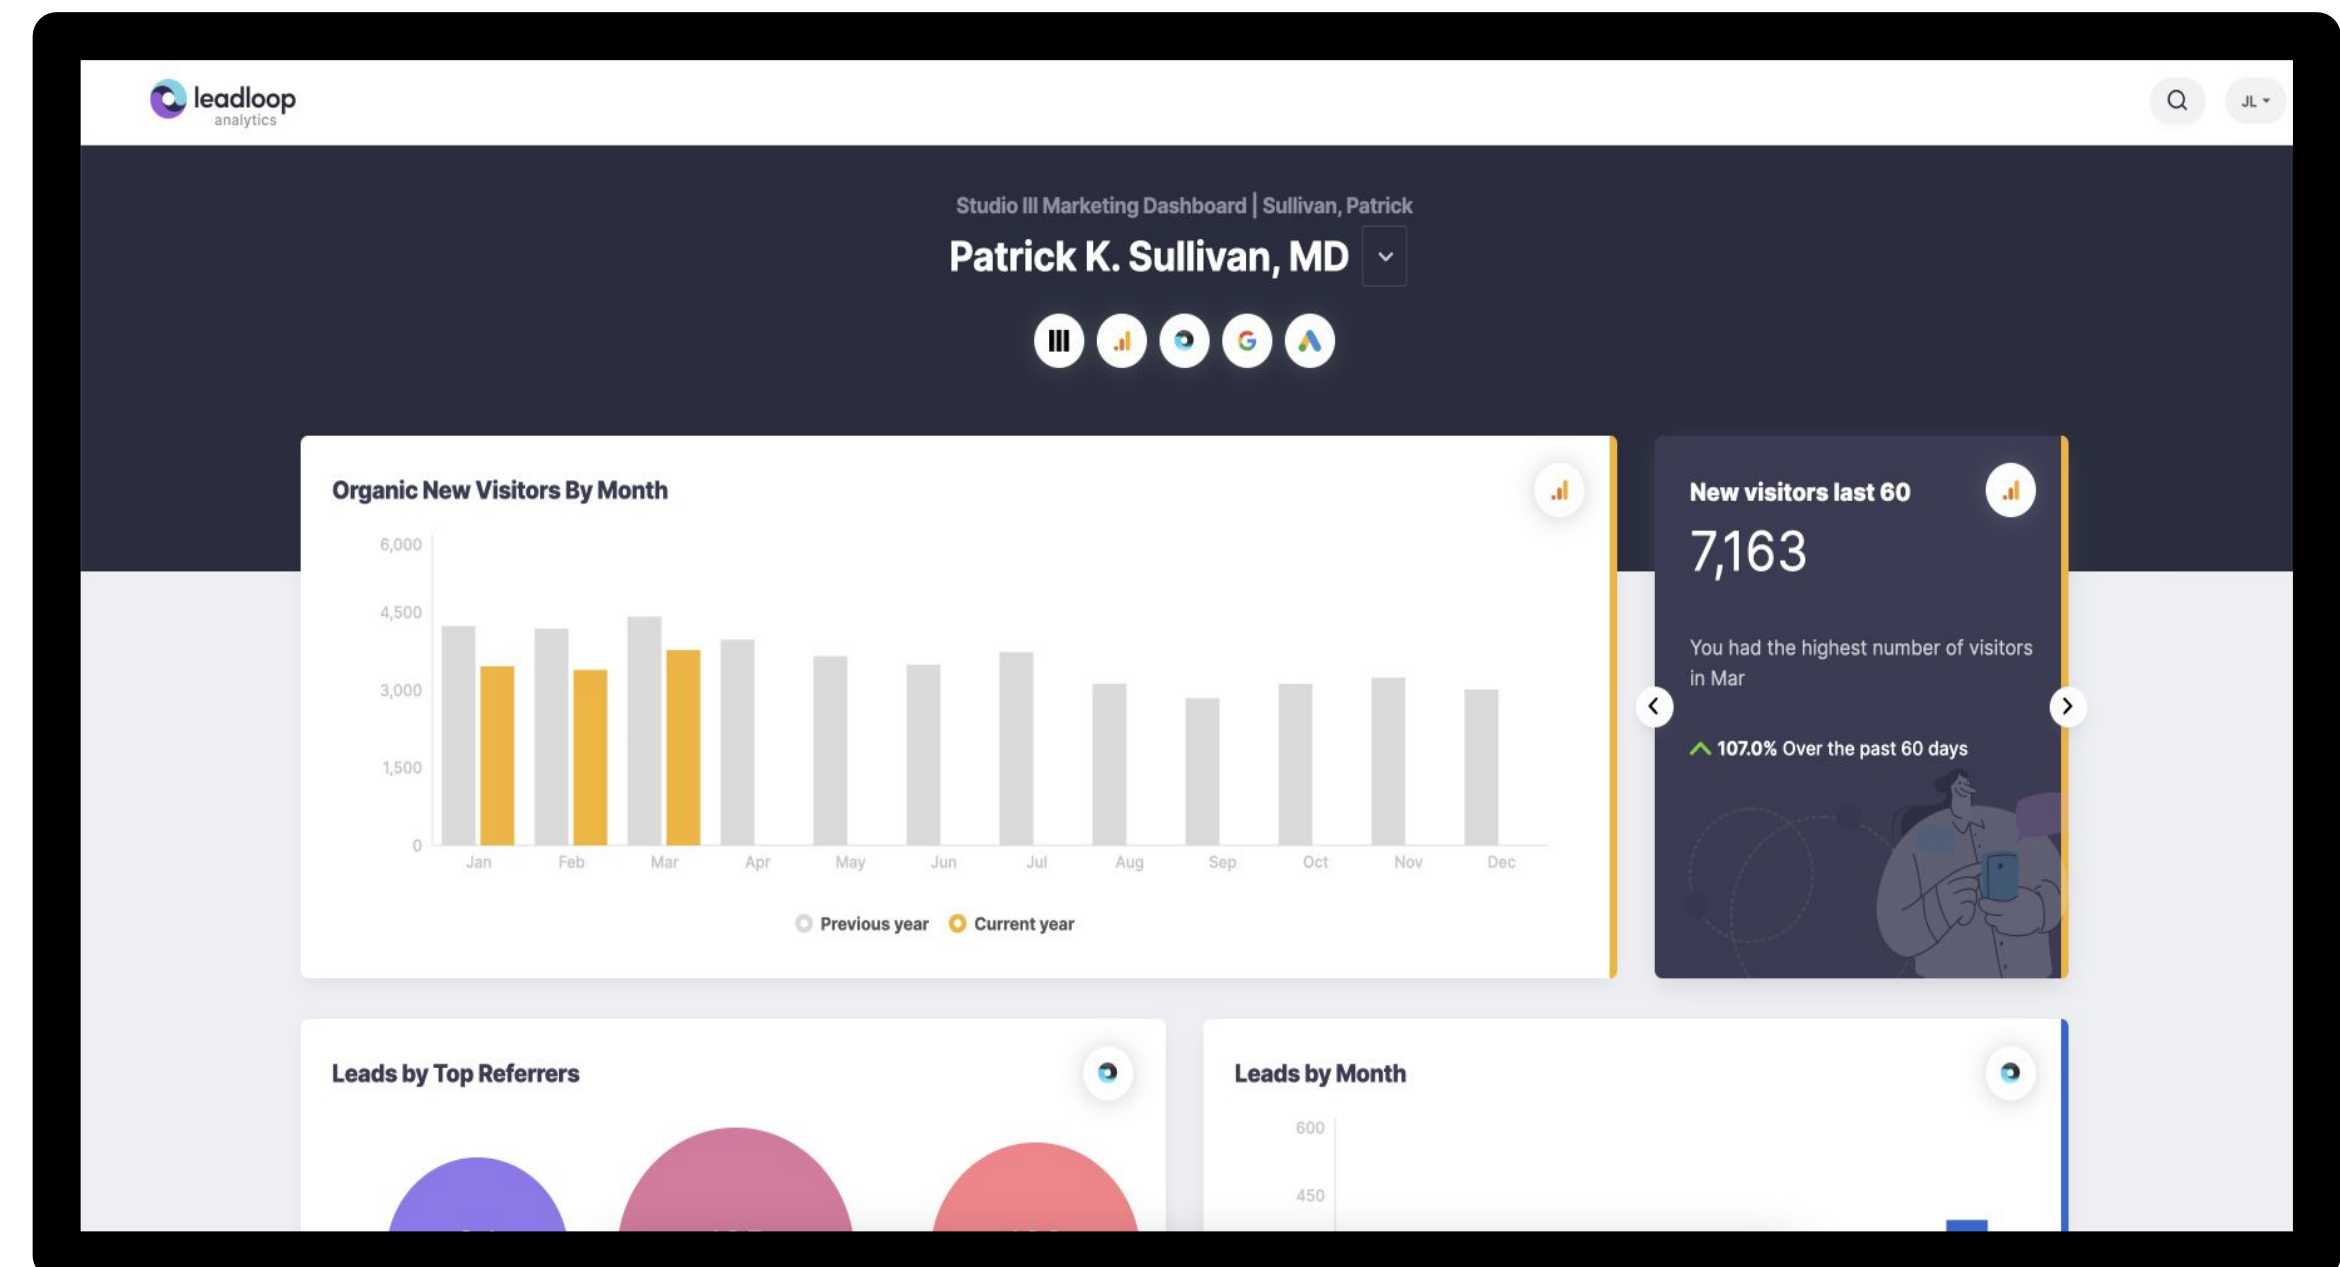 leadloop
analytics
JL
Studio III Marketing Dashboard | Sullivan, Patrick
Patrick K. Sullivan, MD
Organic New Visitors By Month
6,000
4,500
3,000
1,500
0
Jan Feb Mar Apr May Jun Jul Aug Sep Oct Nov Dec
Previous year Current year
New visitors last 60
7,163
You had the highest number of visitors
in Mar
107.0% Over the past 60 days
Leads by Top Referrers
Leads by Month
600
450